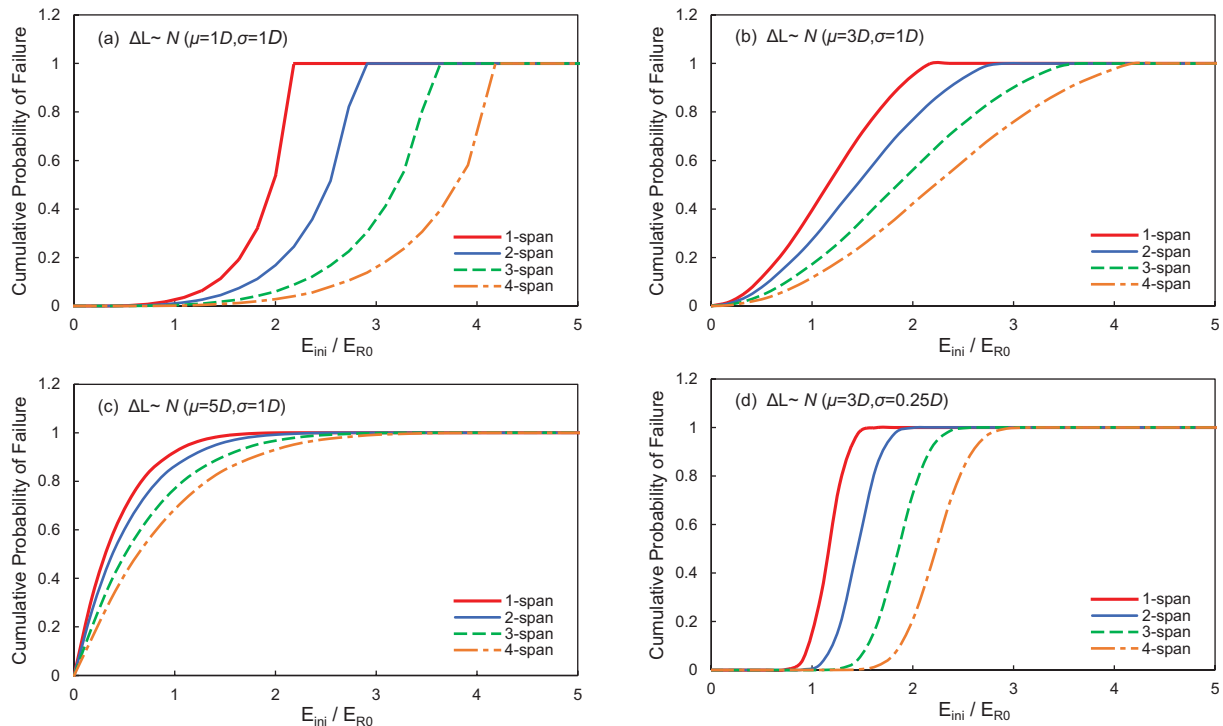 (a) ΔL~ N (μ=1D,σ=1D)
Cumulative Probability of Failure
1.2
1
0.8
0.6
0.4
0.2
0
1-span
2-span
3-span
4-span
0 1 2 3 4 5
E_ini / E_R0
(b) ΔL~ N (μ=3D,σ=1D)
Cumulative Probability of Failure
1.2
1
0.8
0.6
0.4
0.2
0
1-span
2-span
3-span
4-span
0 1 2 3 4 5
E_ini / E_R0
(c) ΔL~ N (μ=5D,σ=1D)
Cumulative Probability of Failure
1.2
1
0.8
0.6
0.4
0.2
0
1-span
2-span
3-span
4-span
0 1 2 3 4 5
E_ini / E_R0
(d) ΔL~ N (μ=3D,σ=0.25D)
Cumulative Probability of Failure
1.2
1
0.8
0.6
0.4
0.2
0
1-span
2-span
3-span
4-span
0 1 2 3 4 5
E_ini / E_R0